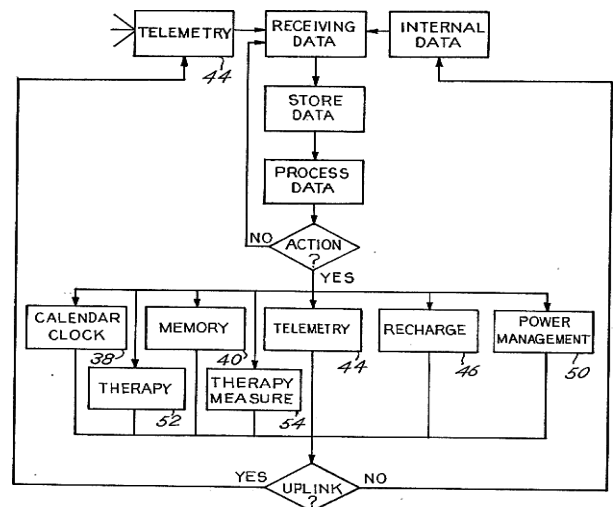 TELEMETRY
44
RECEIVING
DATA
INTERNAL
DATA
STORE
DATA
PROCESS
DATA
NO
ACTION
?
YES
CALENDAR
CLOCK
38
MEMORY
40
TELEMETRY
44
RECHARGE
46
POWER
MANAGEMENT
50
THERAPY
52
THERAPY
MEASURE
54
YES
UPLINK
?
NO